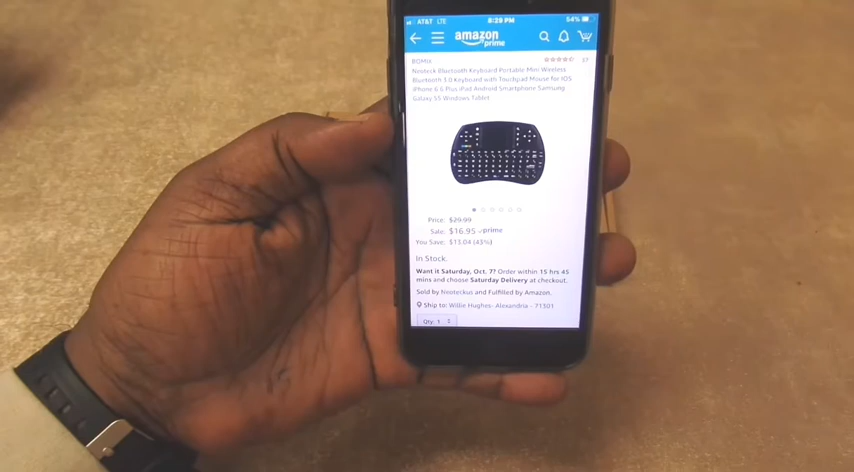 AT&T LTE 8:29 PM 54%
amazon
prime
BOMIX
Neoteck Bluetooth Keyboard Portable Mini Wireless
Bluetooth 3.0 Keyboard with Touchpad Mouse for IOS
iPhone 6 6 Plus iPad Android Smartphone Samsung
Galaxy S5 Windows Tablet
Price: $29.99
Sale: $16.95 prime
You Save: $13.04 (43%)
In Stock.
Want it Saturday, Oct. 7? Order within 15 hrs 45
mins and choose Saturday Delivery at checkout.
Sold by Neoteckus and Fulfilled by Amazon.
Ship to: Willie Hughes- Alexandria - 71301
Qty: 1